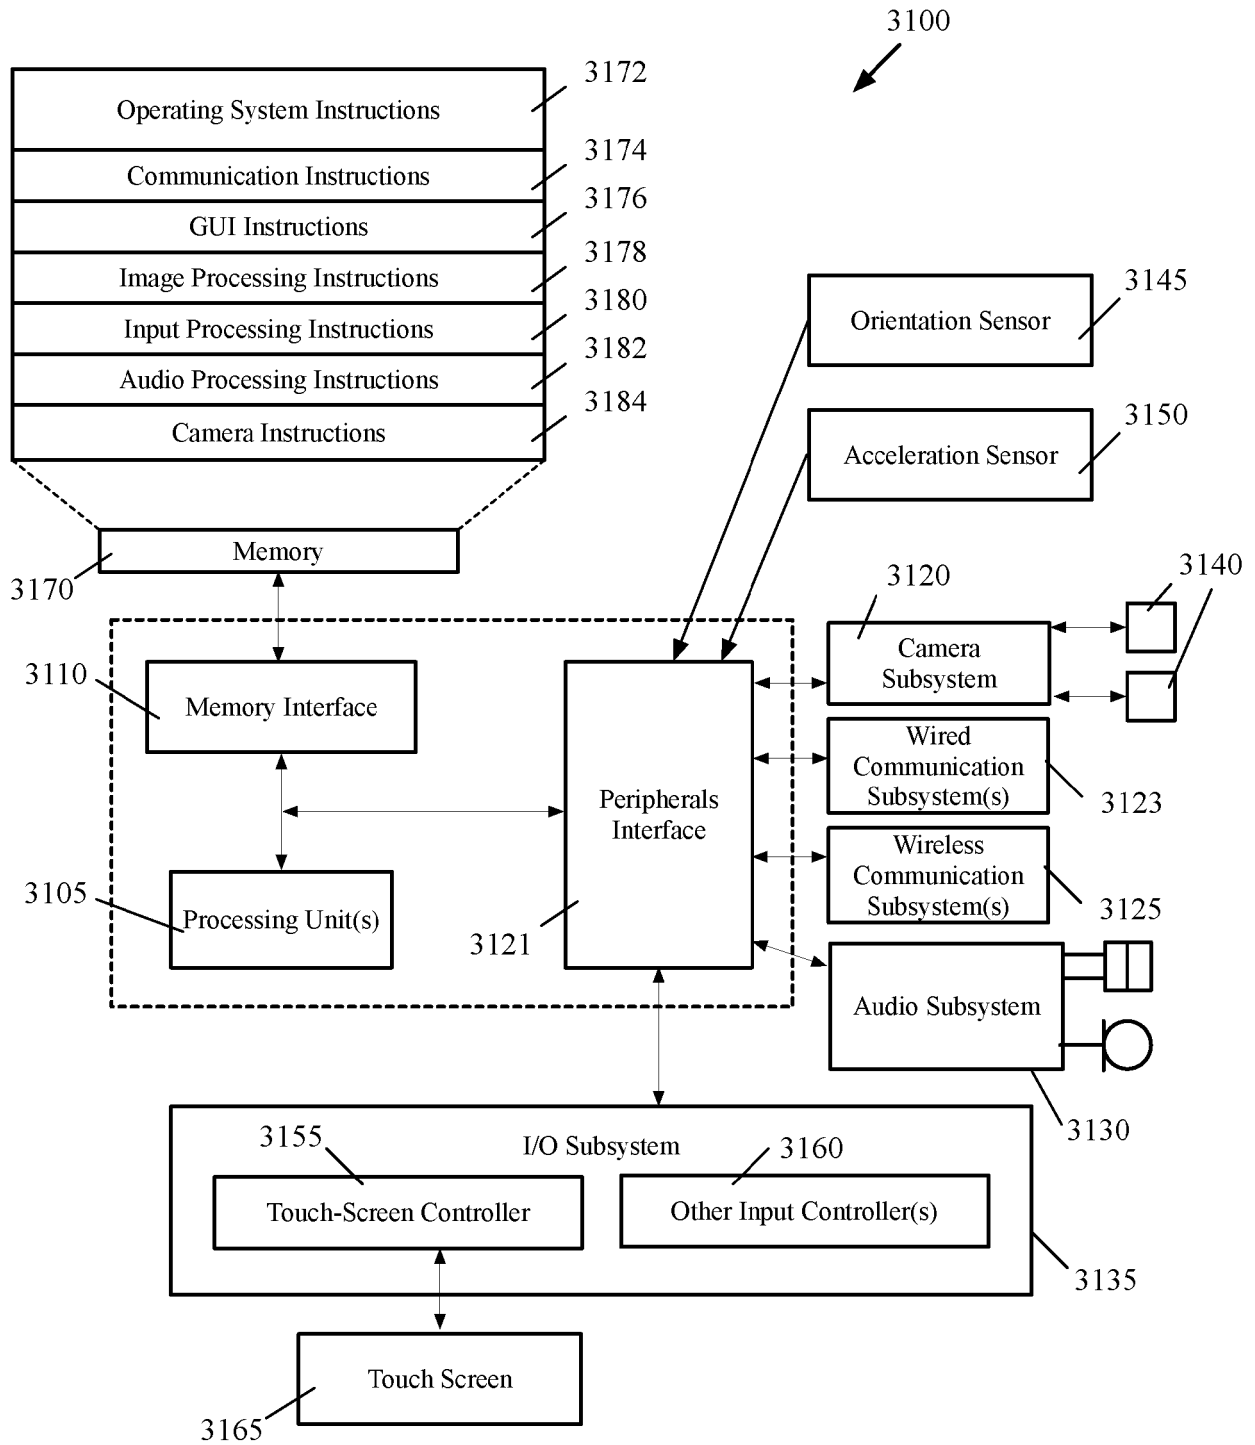 3100
3172
Operating System Instructions
3174
Communication Instructions
3176
GUI Instructions
3178
Image Processing Instructions
3180
Input Processing Instructions
3182
Audio Processing Instructions
3184
Camera Instructions
3145
Orientation Sensor
3150
Acceleration Sensor
Memory
3170
3120
3140
Camera
Subsystem
3110
Memory Interface
Wired
Communication
Subsystem(s)
3123
Peripherals
Interface
Wireless
Communication
Subsystem(s)
3125
3105
Processing Unit(s)
3121
Audio Subsystem
3130
I/O Subsystem
3155
3160
Touch-Screen Controller
Other Input Controller(s)
3135
Touch Screen
3165